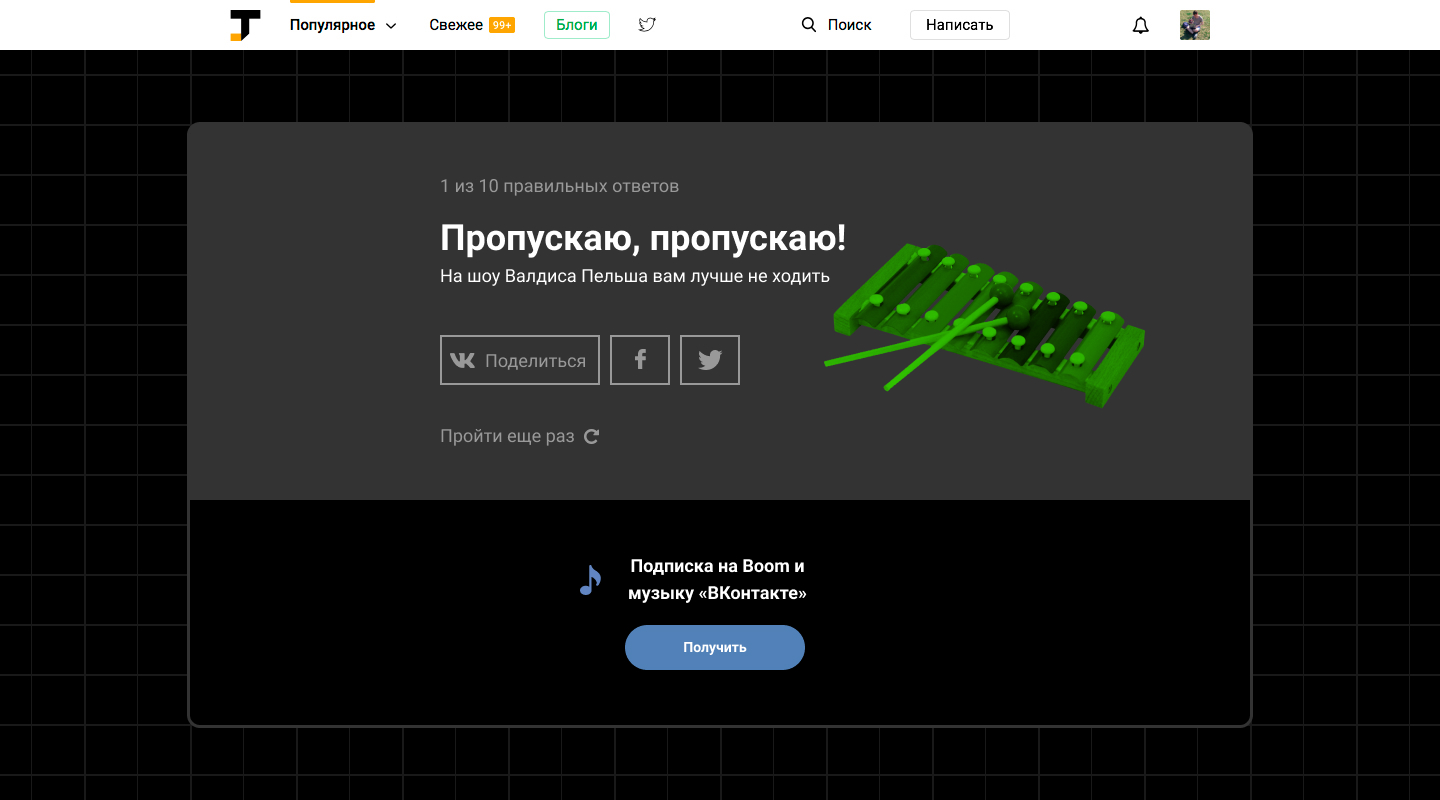 Популярное
Свежее 99+
Блоги
Поиск
Написать
1 из 10 правильных ответов
Пропускаю, пропускаю!
На шоу Валдиса Пельша вам лучше не ходить
Поделиться
Пройти еще раз
Подписка на Boom и
музыку «ВКонтакте»
Получить